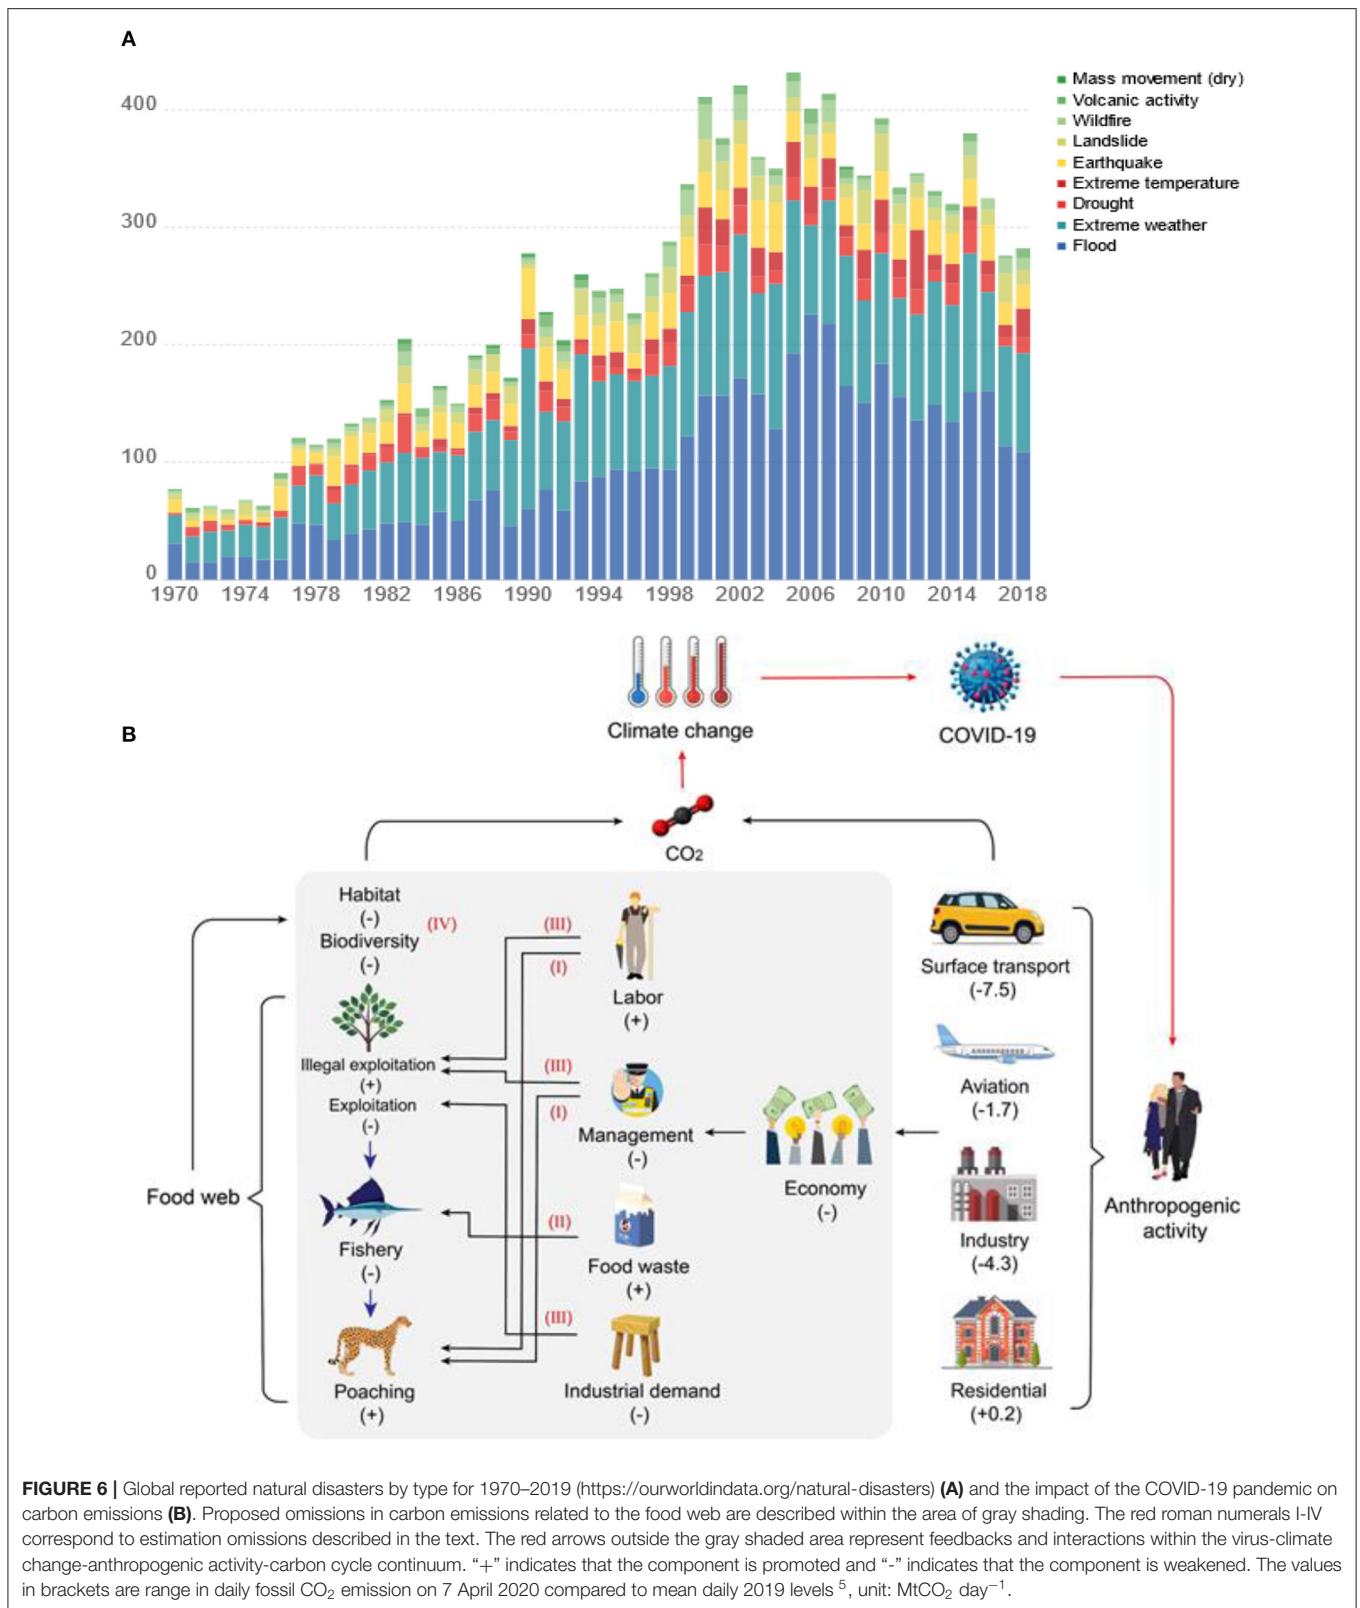 A
400
300
200
100
0
1970 1974 1978 1982 1986 1990 1994 1998 2002 2006 2010 2014 2018
Mass movement (dry)
Volcanic activity
Wildfire
Landslide
Earthquake
Extreme temperature
Drought
Extreme weather
Flood
B
Climate change
COVID-19
CO₂
Habitat
(-)
(IV)
Biodiversity
(-)
Illegal exploitation
(+)
Exploitation
(-)
Fishery
(-)
Poaching
(+)
Food web
(III)
(I)
Labor
(+)
(III)
(I)
Management
(-)
(II)
Food waste
(+)
(III)
Industrial demand
(-)
Economy
(-)
Surface transport
(-7.5)
Aviation
(-1.7)
Industry
(-4.3)
Residential
(+0.2)
Anthropogenic
activity
FIGURE 6 | Global reported natural disasters by type for 1970–2019 (https://ourworldindata.org/natural-disasters) (A) and the impact of the COVID-19 pandemic on
carbon emissions (B). Proposed omissions in carbon emissions related to the food web are described within the area of gray shading. The red roman numerals I-IV
correspond to estimation omissions described in the text. The red arrows outside the gray shaded area represent feedbacks and interactions within the virus-climate
change-anthropogenic activity-carbon cycle continuum. “+” indicates that the component is promoted and “-” indicates that the component is weakened. The values
in brackets are range in daily fossil CO₂ emission on 7 April 2020 compared to mean daily 2019 levels ⁵, unit: MtCO₂ day⁻¹.